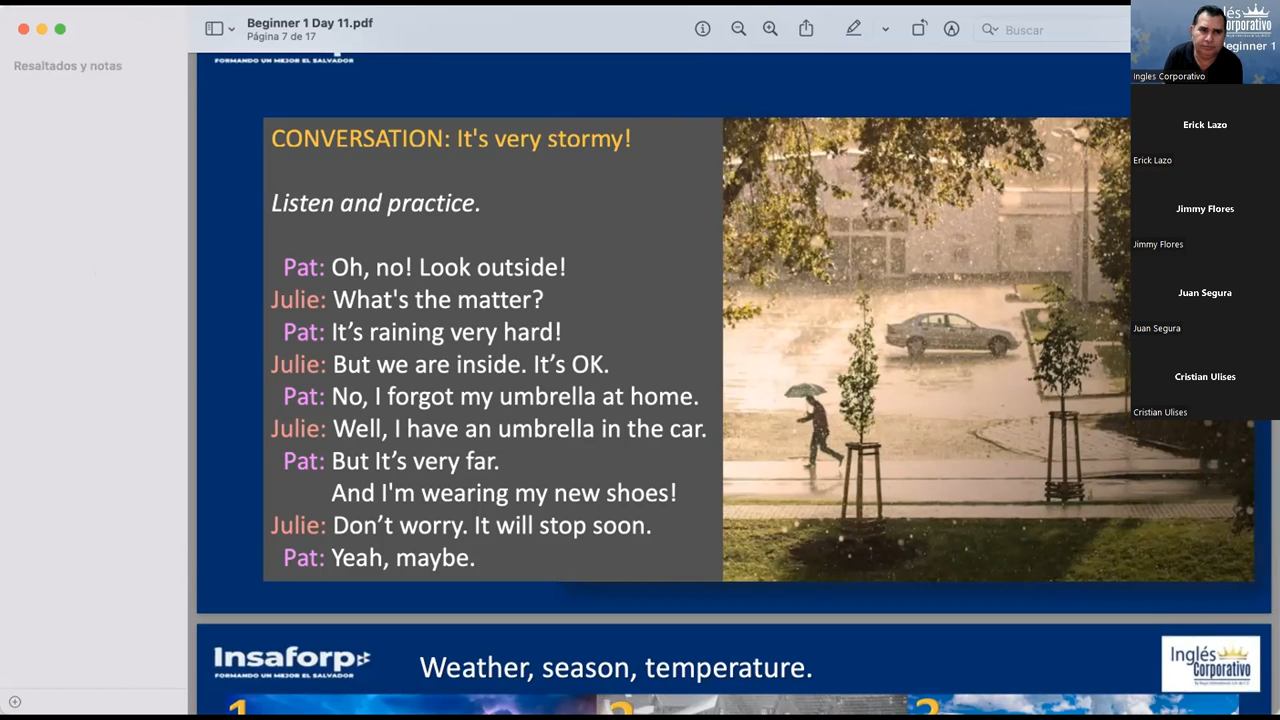 Beginner 1 Day 11.pdf
Página 7 de 17
Buscar
Resaltados y notas
FORMANDO UN MEJOR EL SALVADOR
CONVERSATION: It's very stormy!
Listen and practice.
Pat: Oh, no! Look outside!
Julie: What's the matter?
Pat: It’s raining very hard!
Julie: But we are inside. It’s OK.
Pat: No, I forgot my umbrella at home.
Julie: Well, I have an umbrella in the car.
Pat: But It’s very far.
And I'm wearing my new shoes!
Julie: Don’t worry. It will stop soon.
Pat: Yeah, maybe.
Insaforp
FORMANDO UN MEJOR EL SALVADOR
Weather, season, temperature.
Inglés
Corporativo
1
2
3
Beginner 1
Ingles Corporativo
Erick Lazo
Erick Lazo
Jimmy Flores
Jimmy Flores
Juan Segura
Juan Segura
Cristian Ulises
Cristian Ulises